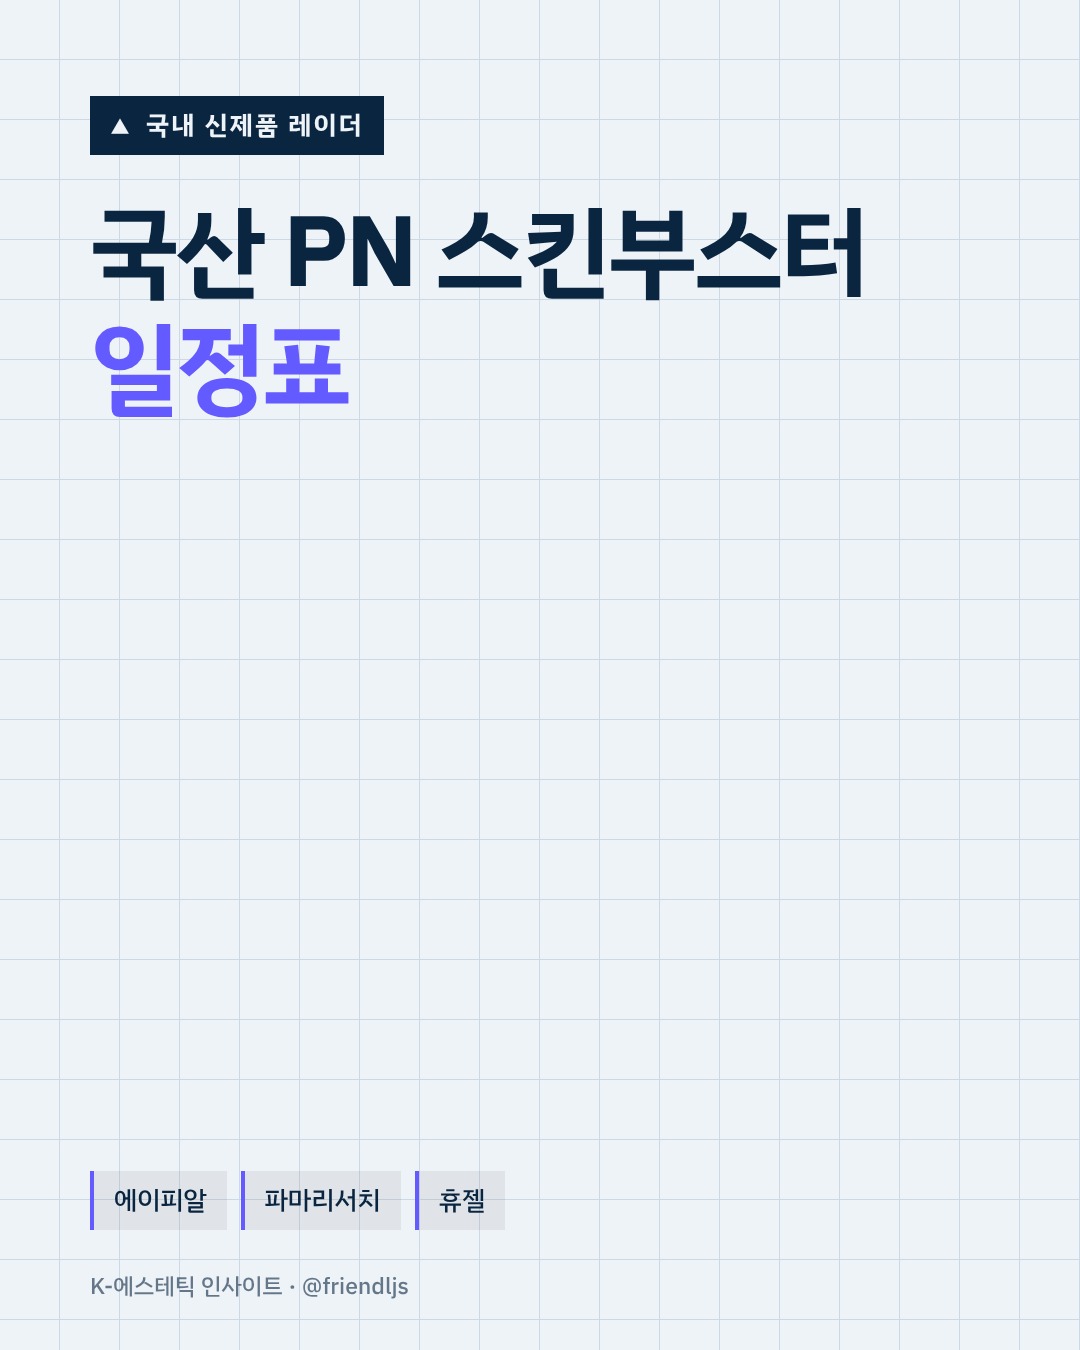 ▲ 국내 신제품 레이더
국산 PN 스킨부스터
일정표
에이피알 파마리서치 휴젤
K-에스테틱 인사이트 · @friendljs